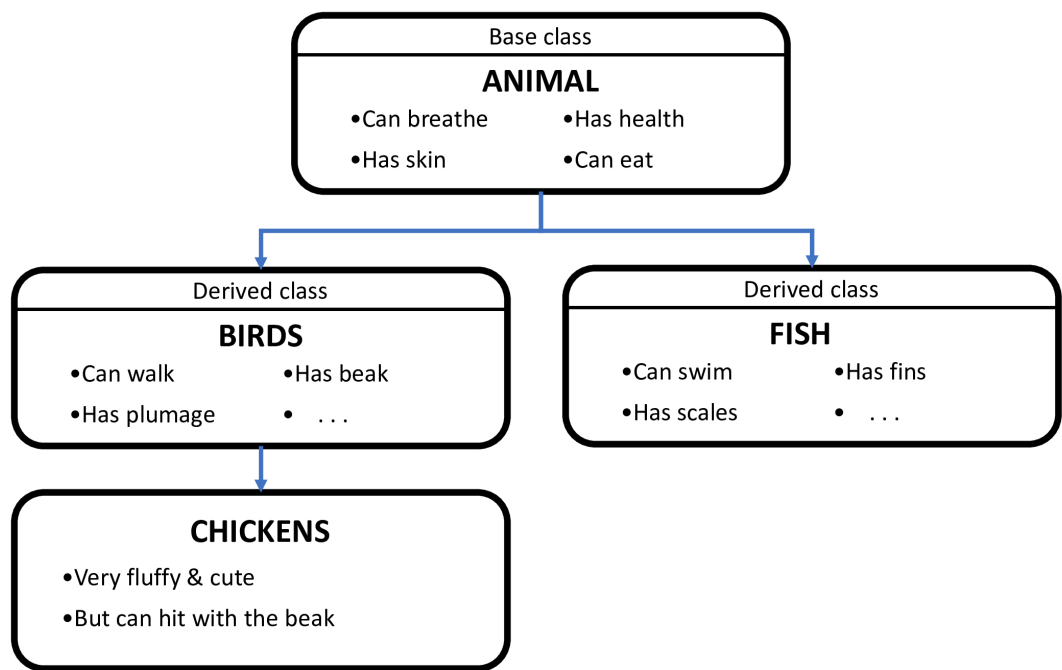 Base class
ANIMAL
•Can breathe •Has health
•Has skin •Can eat
Derived class
BIRDS
•Can walk •Has beak
•Has plumage • . . .
Derived class
FISH
•Can swim •Has fins
•Has scales • . . .
CHICKENS
•Very fluffy & cute
•But can hit with the beak